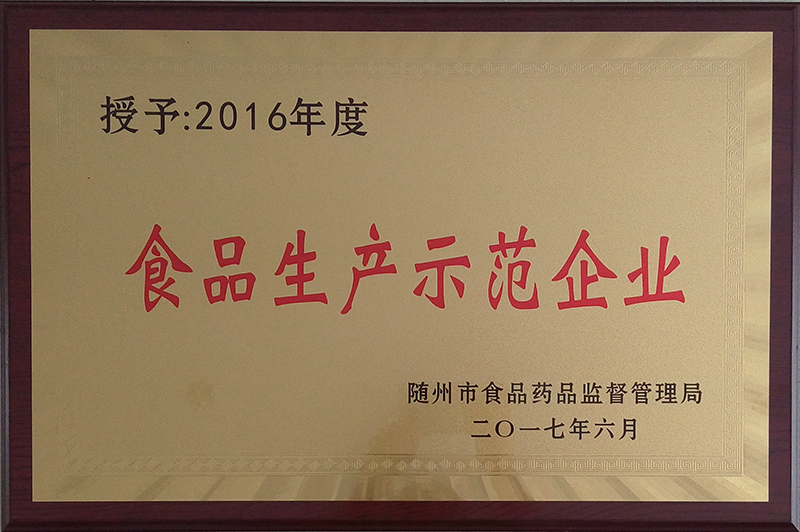 授予:2016年度
食品生产示范企业
随州市食品药品监督管理局
二〇一七年六月